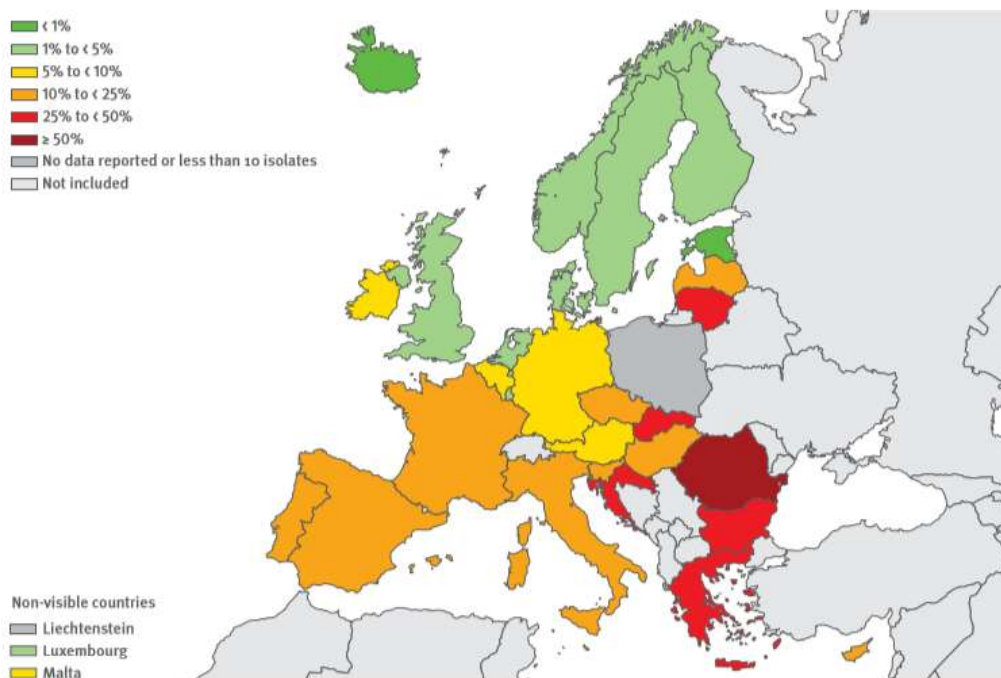 < 1%
1% to < 5%
5% to < 10%
10% to < 25%
25% to < 50%
≥ 50%
No data reported or less than 10 isolates
Not included
Non-visible countries
Liechtenstein
Luxembourg
Malta